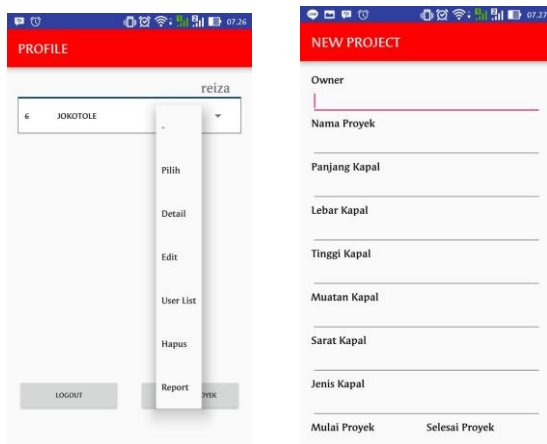 07.26
PROFILE
reiza
6 JOKOTOLE
-
Pilih
Detail
Edit
User List
Hapus
Report
LOGOUT
07.27
NEW PROJECT
Owner
Nama Proyek
Panjang Kapal
Lebar Kapal
Tinggi Kapal
Muatan Kapal
Sarat Kapal
Jenis Kapal
Mulai Proyek Selesai Proyek